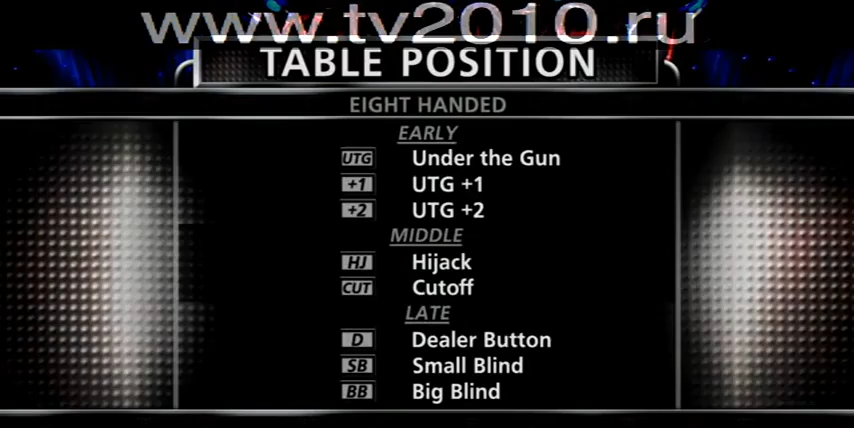 www.tv2010.ru
TABLE POSITION
EIGHT HANDED
EARLY
UTG Under the Gun
+1 UTG +1
+2 UTG +2
MIDDLE
HJ Hijack
CUT Cutoff
LATE
D Dealer Button
SB Small Blind
BB Big Blind